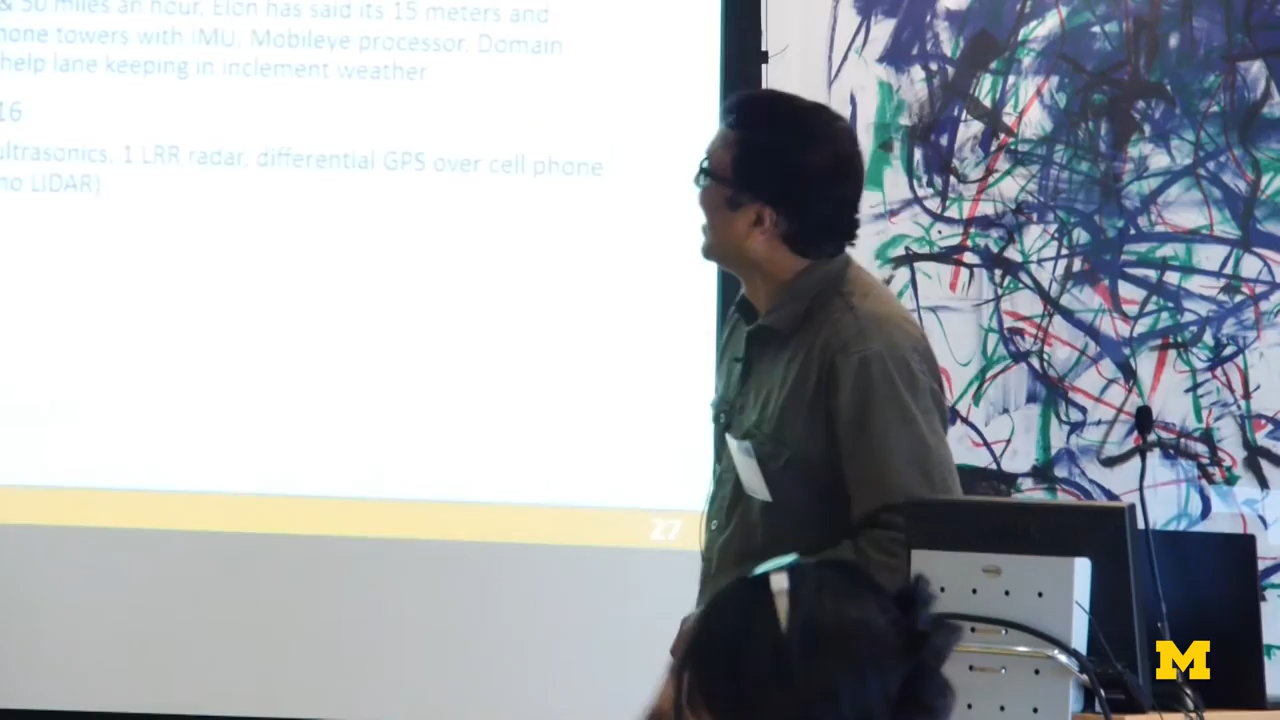 & 50 miles an hour. Elon has said its 15 meters and
hone towers with IMU. Mobileye processor. Domain
help lane keeping in inclement weather
16
ultrasonics, 1 LRR radar, differential GPS over cell phone
no LIDAR)
27
M